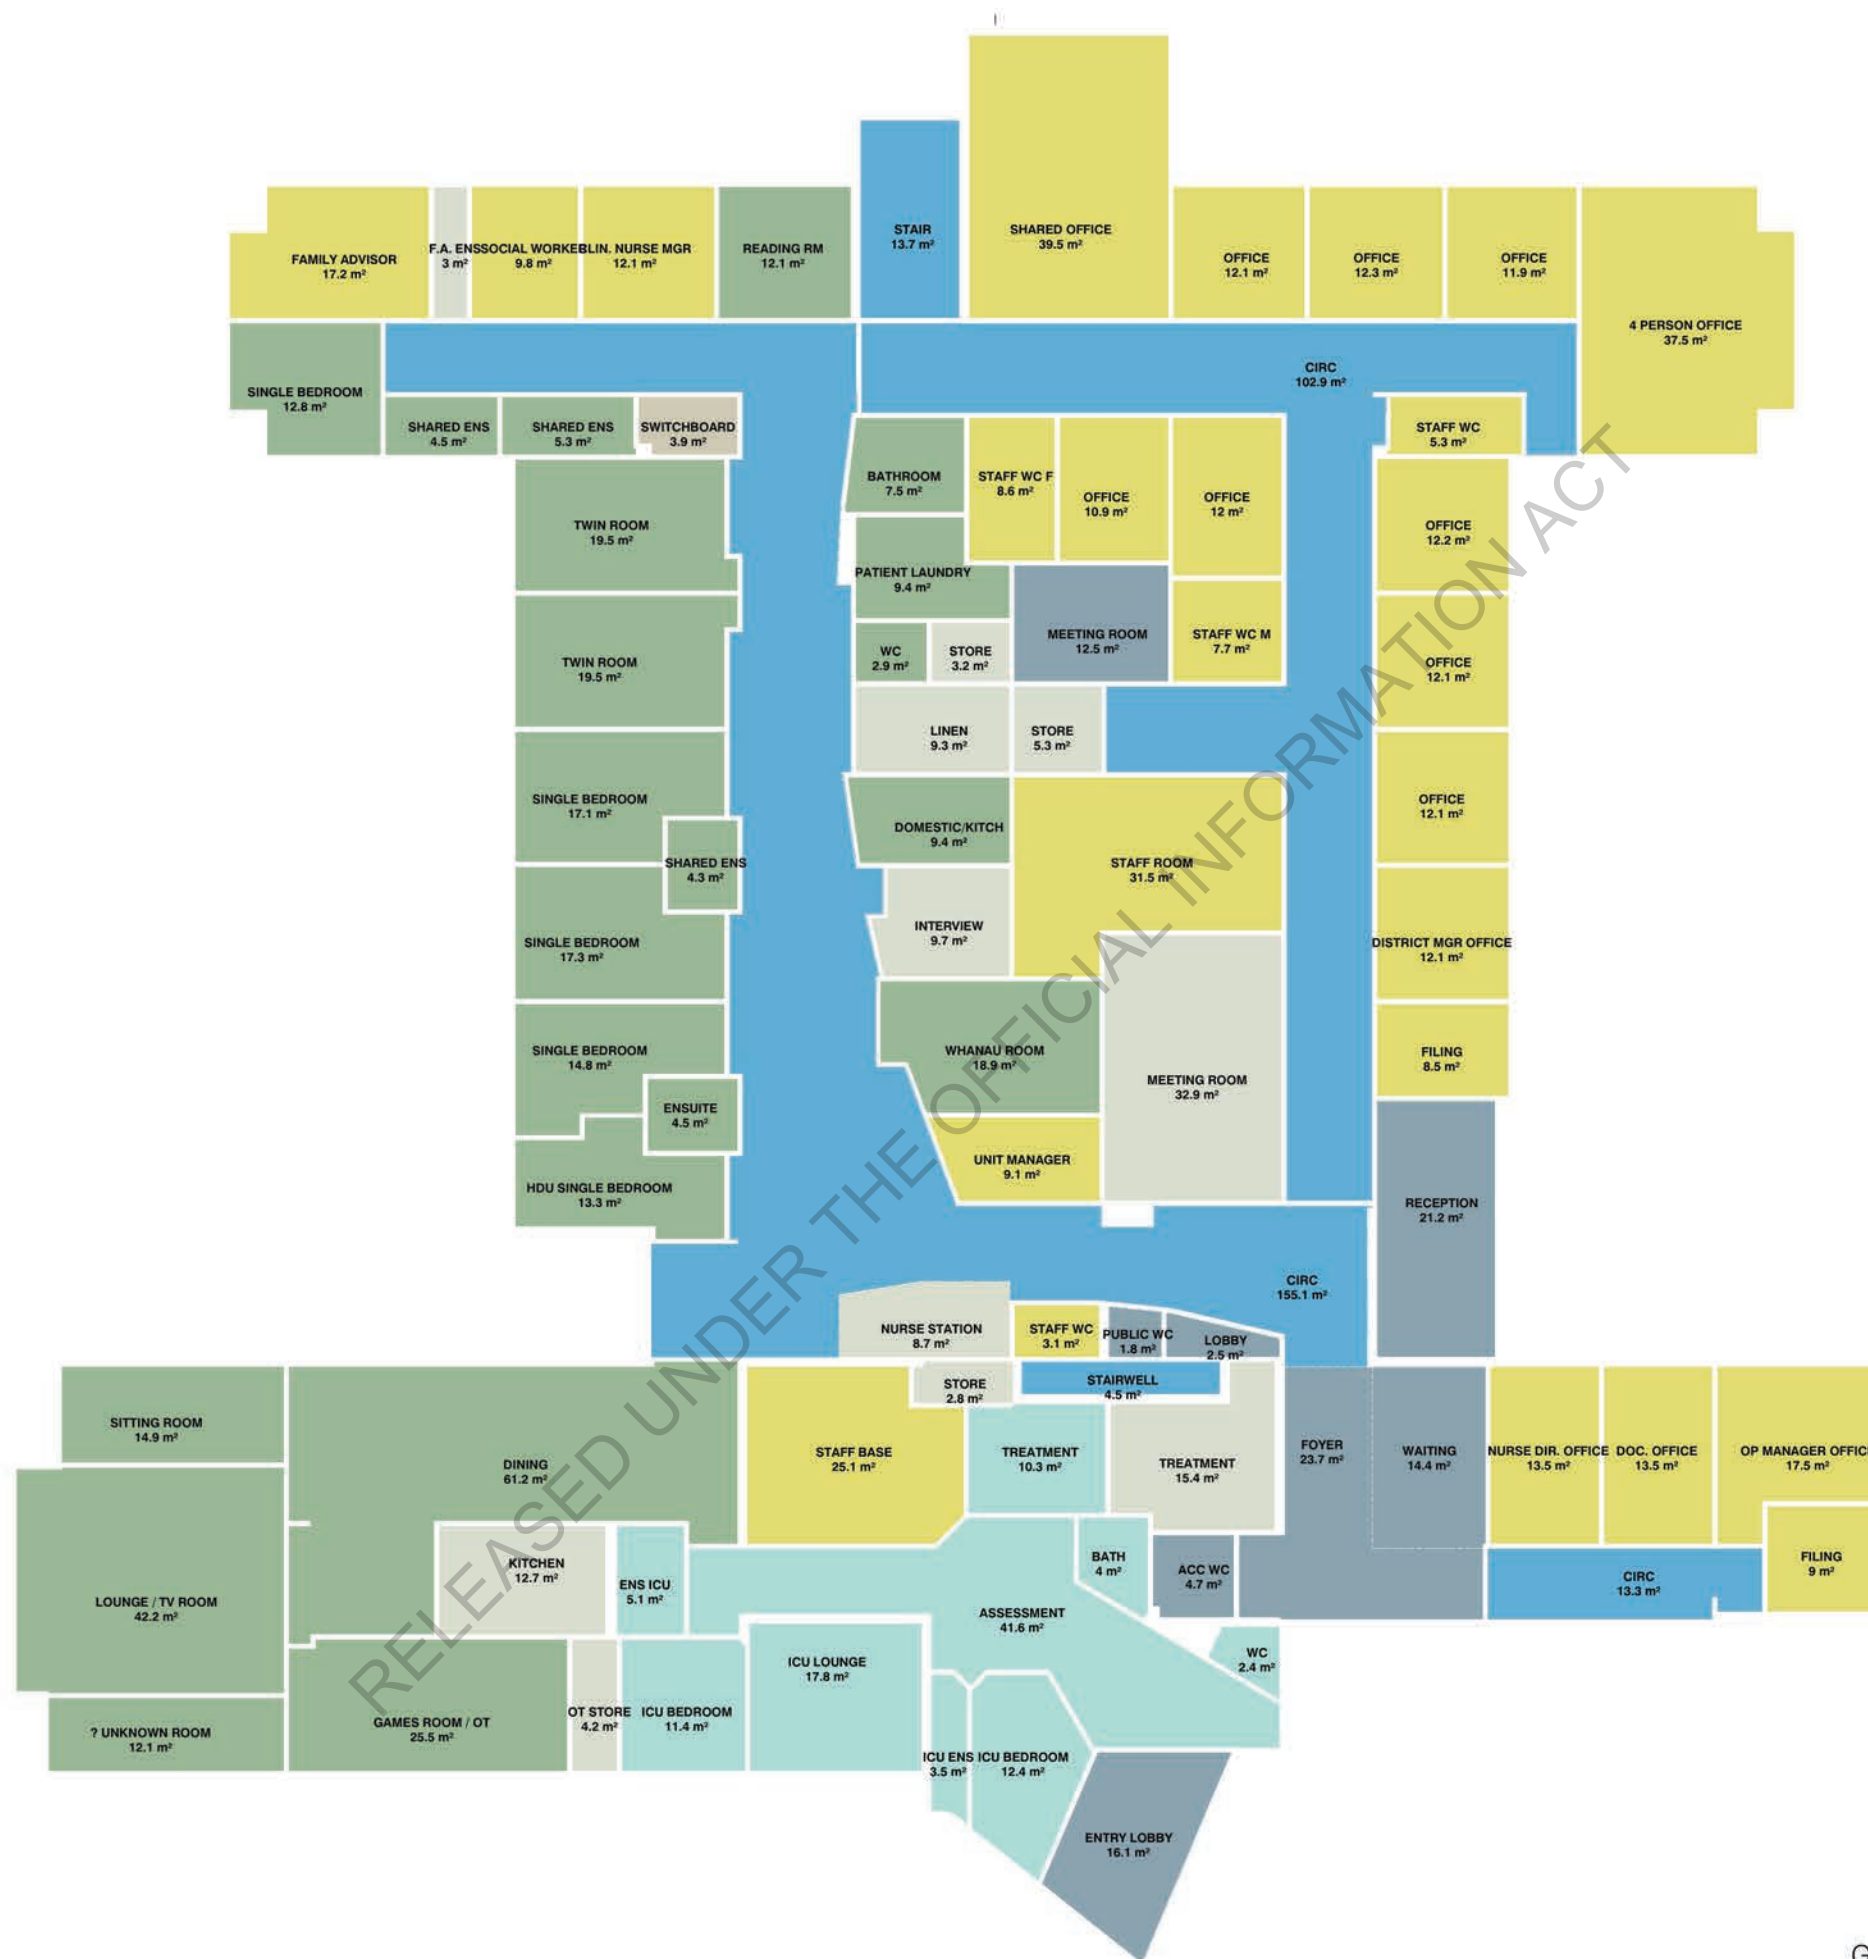 SHARED OFFICE
39.5 m²
STAIR
13.7 m²
FAMILY ADVISOR
17.2 m²
F.A. ENS
3 m²
SOCIAL WORKE
9.8 m²
LIN. NURSE MGR
12.1 m²
READING RM
12.1 m²
OFFICE
12.1 m²
OFFICE
12.3 m²
OFFICE
11.9 m²
4 PERSON OFFICE
37.5 m²
CIRC
102.9 m²
SINGLE BEDROOM
12.8 m²
SHARED ENS
4.5 m²
SHARED ENS
5.3 m²
SWITCHBOARD
3.9 m²
STAFF WC
5.3 m²
BATHROOM
7.5 m²
STAFF WC F
8.6 m²
OFFICE
10.9 m²
OFFICE
12 m²
TWIN ROOM
19.5 m²
OFFICE
12.2 m²
PATIENT LAUNDRY
9.4 m²
MEETING ROOM
12.5 m²
STAFF WC M
7.7 m²
WC
2.9 m²
STORE
3.2 m²
TWIN ROOM
19.5 m²
OFFICE
12.1 m²
LINEN
9.3 m²
STORE
5.3 m²
SINGLE BEDROOM
17.1 m²
OFFICE
12.1 m²
DOMESTIC/KITCH
9.4 m²
SHARED ENS
4.3 m²
STAFF ROOM
31.5 m²
INTERVIEW
9.7 m²
SINGLE BEDROOM
17.3 m²
DISTRICT MGR OFFICE
12.1 m²
SINGLE BEDROOM
14.8 m²
WHANAU ROOM
18.9 m²
FILING
8.5 m²
MEETING ROOM
32.9 m²
ENSUITE
4.5 m²
UNIT MANAGER
9.1 m²
HDU SINGLE BEDROOM
13.3 m²
RECEPTION
21.2 m²
CIRC
155.1 m²
NURSE STATION
8.7 m²
STAFF WC
3.1 m²
PUBLIC WC
1.8 m²
LOBBY
2.5 m²
STORE
2.8 m²
STAIRWELL
4.5 m²
SITTING ROOM
14.9 m²
DINING
61.2 m²
STAFF BASE
25.1 m²
TREATMENT
10.3 m²
TREATMENT
15.4 m²
FOYER
23.7 m²
WAITING
14.4 m²
NURSE DIR. OFFICE
13.5 m²
DOC. OFFICE
13.5 m²
OP MANAGER OFFIC
17.5 m²
KITCHEN
12.7 m²
ENS ICU
5.1 m²
BATH
4 m²
ACC WC
4.7 m²
CIRC
13.3 m²
FILING
9 m²
LOUNGE / TV ROOM
42.2 m²
ASSESSMENT
41.6 m²
WC
2.4 m²
ICU LOUNGE
17.8 m²
? UNKNOWN ROOM
12.1 m²
GAMES ROOM / OT
25.5 m²
OT STORE
4.2 m²
ICU BEDROOM
11.4 m²
ICU ENS
3.5 m²
ICU BEDROOM
12.4 m²
ENTRY LOBBY
16.1 m²
RELEASED UNDER THE OFFICIAL INFORMATION ACT